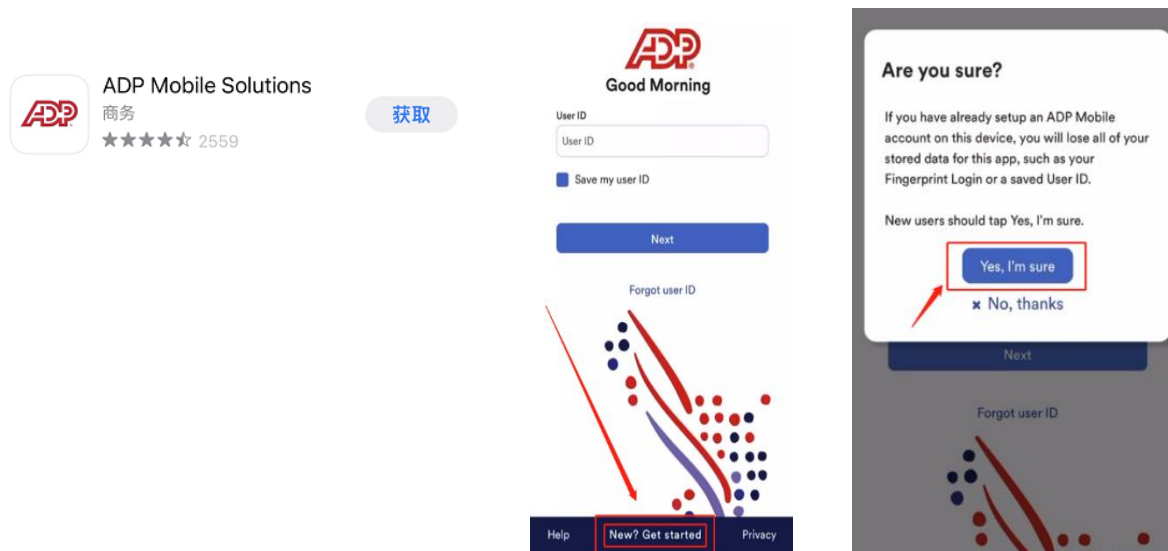 ADP
ADP Mobile Solutions
商务
2559
获取
ADP
Good Morning
User ID
User ID
Save my user ID
Next
Forgot user ID
Help
New? Get started
Privacy
Are you sure?
If you have already setup an ADP Mobile
account on this device, you will lose all of your
stored data for this app, such as your
Fingerprint Login or a saved User ID.
New users should tap Yes, I'm sure.
Yes, I'm sure
× No, thanks
Next
Forgot user ID